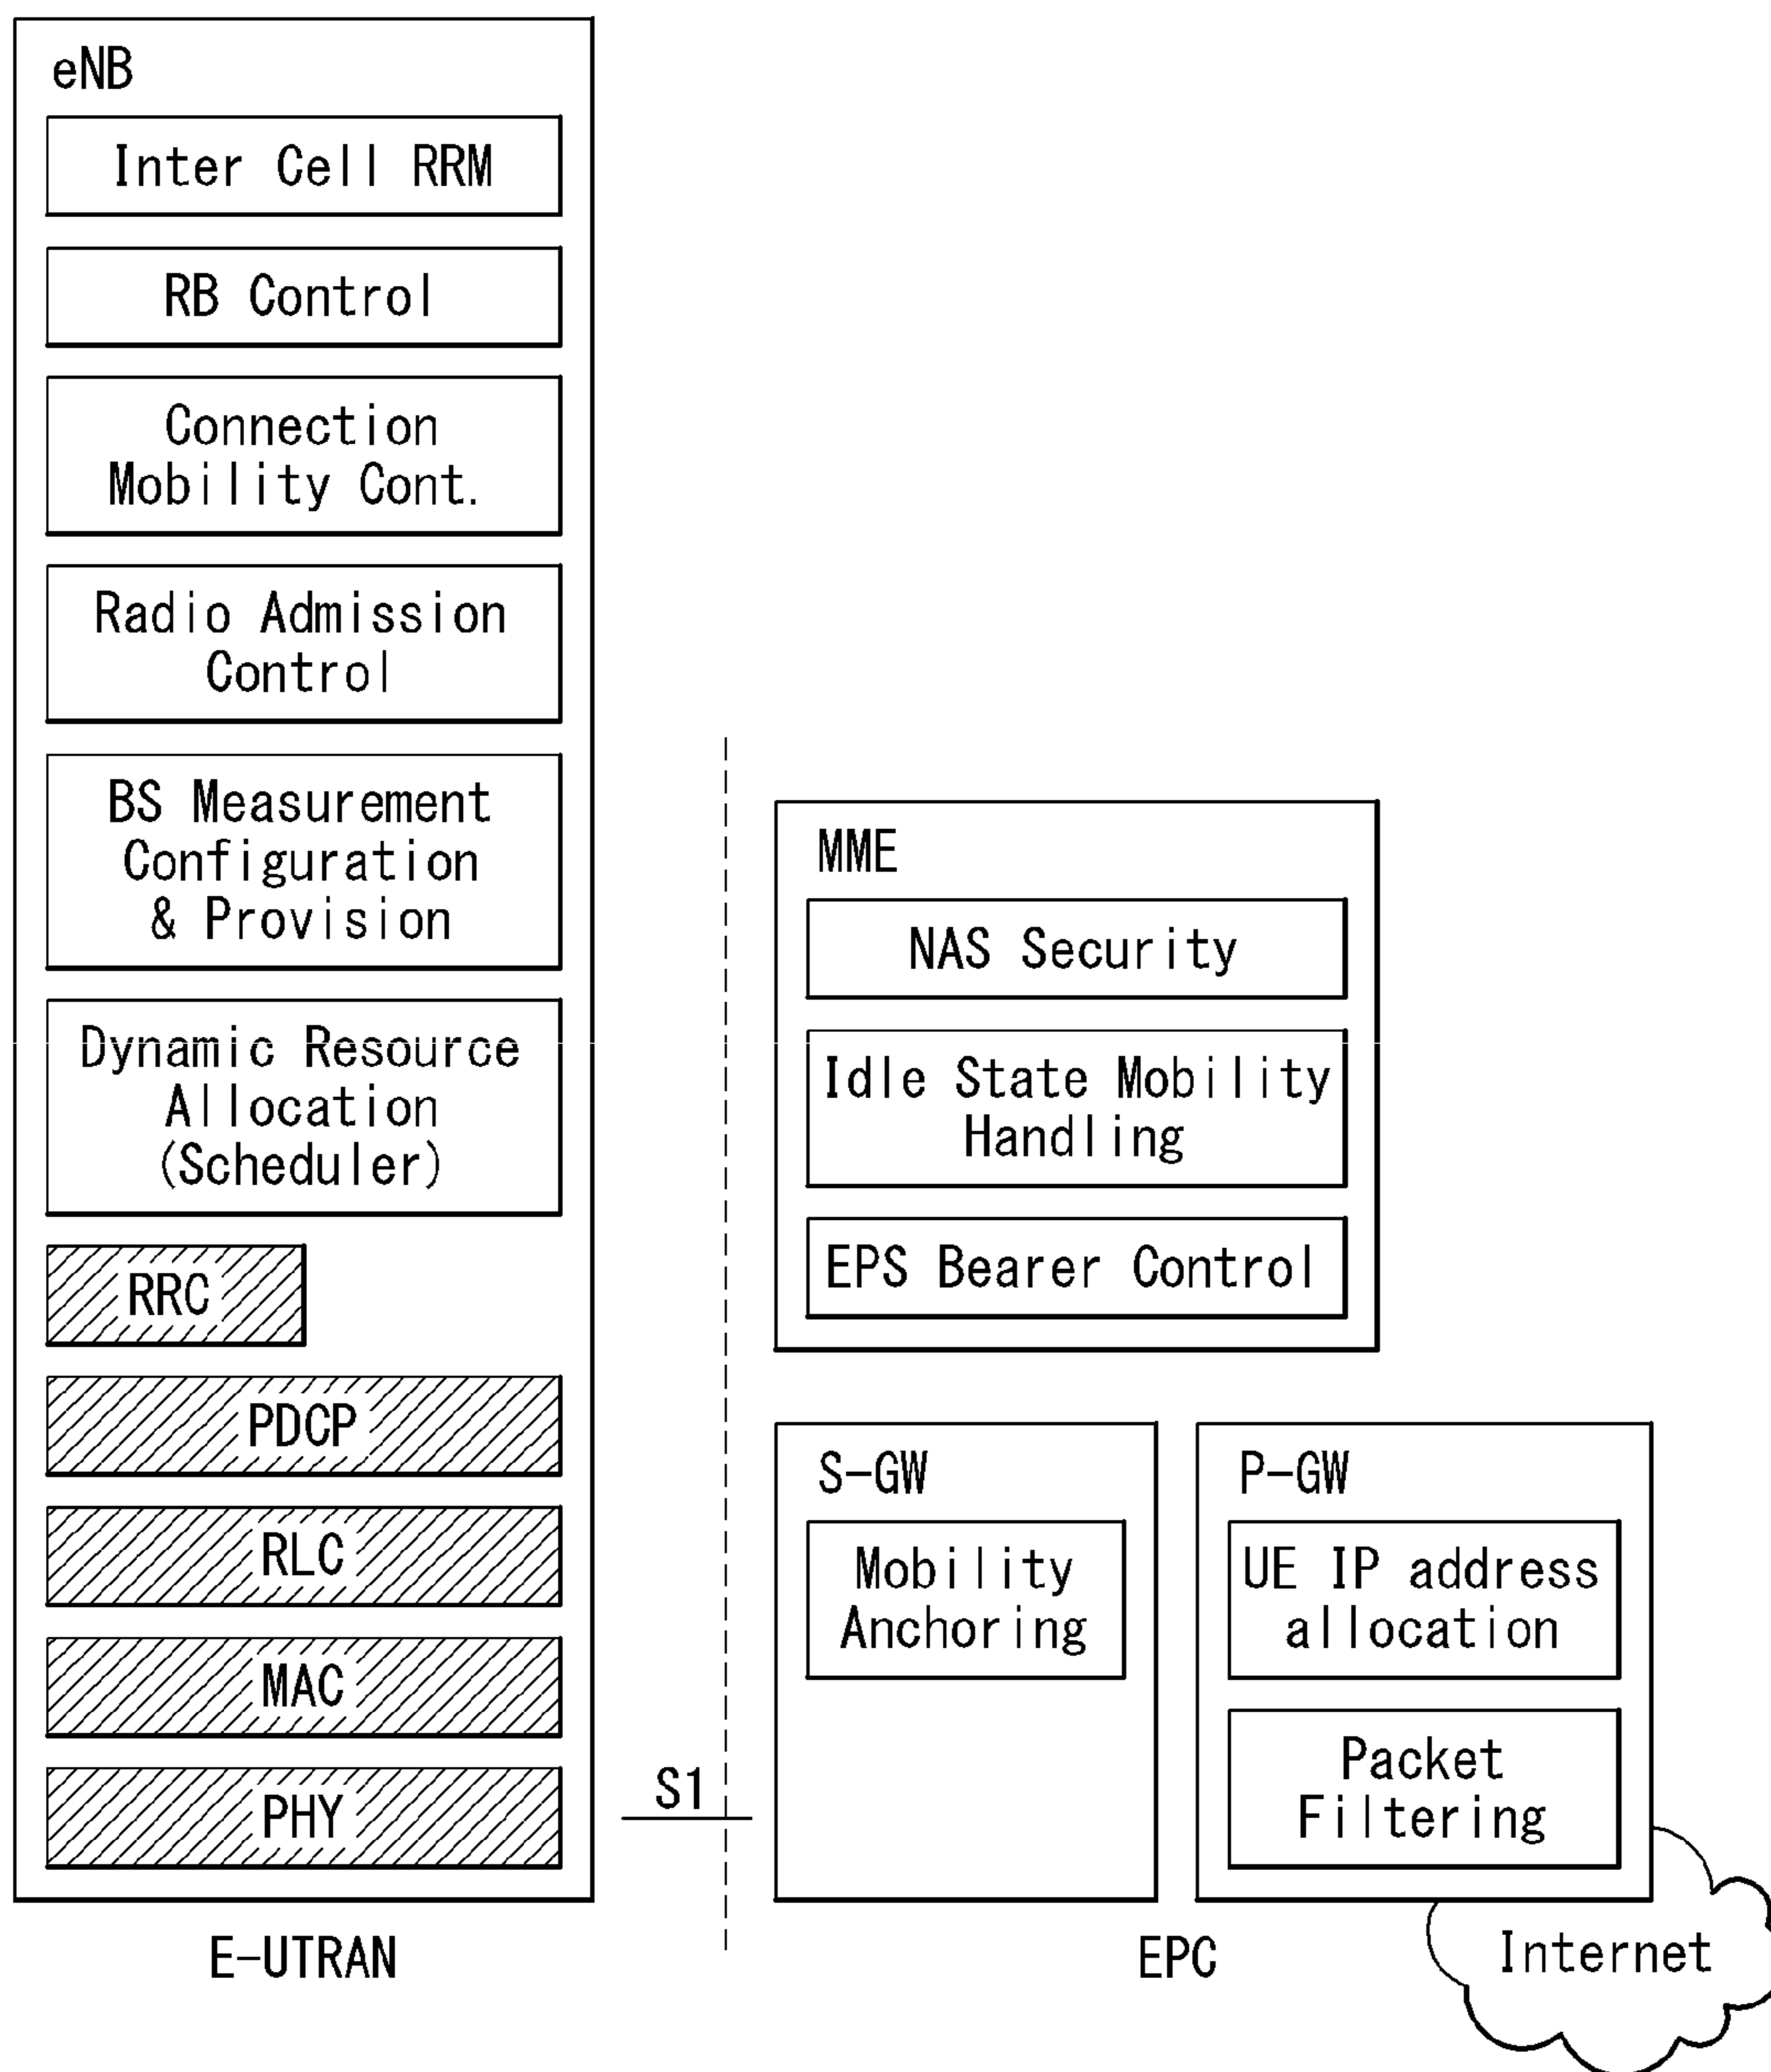 eNB
Inter Cell RRM
RB Control
Connection
Mobility Cont.
Radio Admission
Control
BS Measurement
Configuration
& Provision
Dynamic Resource
Allocation
(Scheduler)
RRC
PDCP
RLC
MAC
PHY
S1
MME
NAS Security
Idle State Mobility
Handling
EPS Bearer Control
S-GW
Mobility
Anchoring
P-GW
UE IP address
allocation
Packet
Filtering
E-UTRAN
EPC
Internet